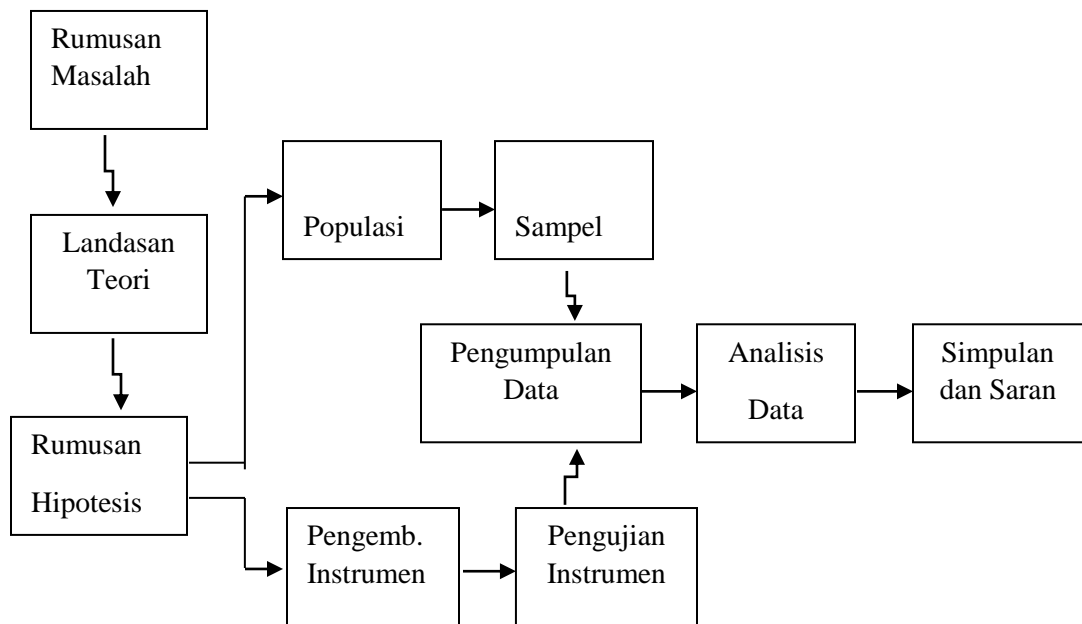 Rumusan
Masalah
Landasan
Teori
Rumusan
Hipotesis
Populasi
Sampel
Pengemb.
Instrumen
Pengujian
Instrumen
Pengumpulan
Data
Analisis
Data
Simpulan
dan Saran